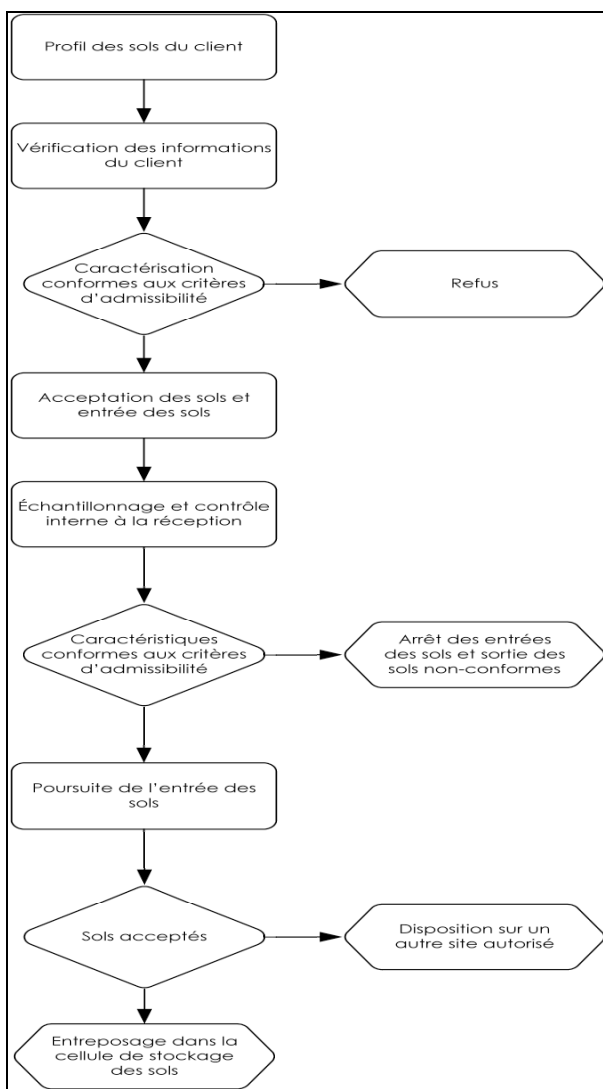 Profil des sols du client
Vérification des informations
du client
Caractérisation
conformes aux critères
d'admissibilité
Refus
Acceptation des sols et
entrée des sols
Échantillonnage et contrôle
interne à la réception
Caractéristiques
conformes aux critères
d'admissibilité
Arrêt des entrées
des sols et sortie des
sols non-conformes
Poursuite de l'entrée des
sols
Sols acceptés
Disposition sur un
autre site autorisé
Entreposage dans la
cellule de stockage
des sols